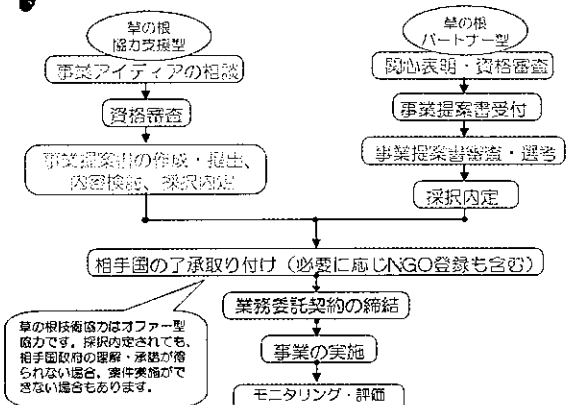 草の根
協力支援型
事業アイディアの相談
資格審査
事業提案書の作成・提出、
内容検討、採択内定
草の根
パートナー型
関心表明・資格審査
事業提案書受付
事業提案書審査・選考
採択内定
相手国の了承取り付け（必要に応じNGO登録も含む）
業務委託契約の締結
事業の実施
モニタリング・評価
草の根技術協力はオファー型
協力です。採択内定されても、
相手国政府の理解・承諾が得
られない場合、案件実施がで
きない場合もあります。